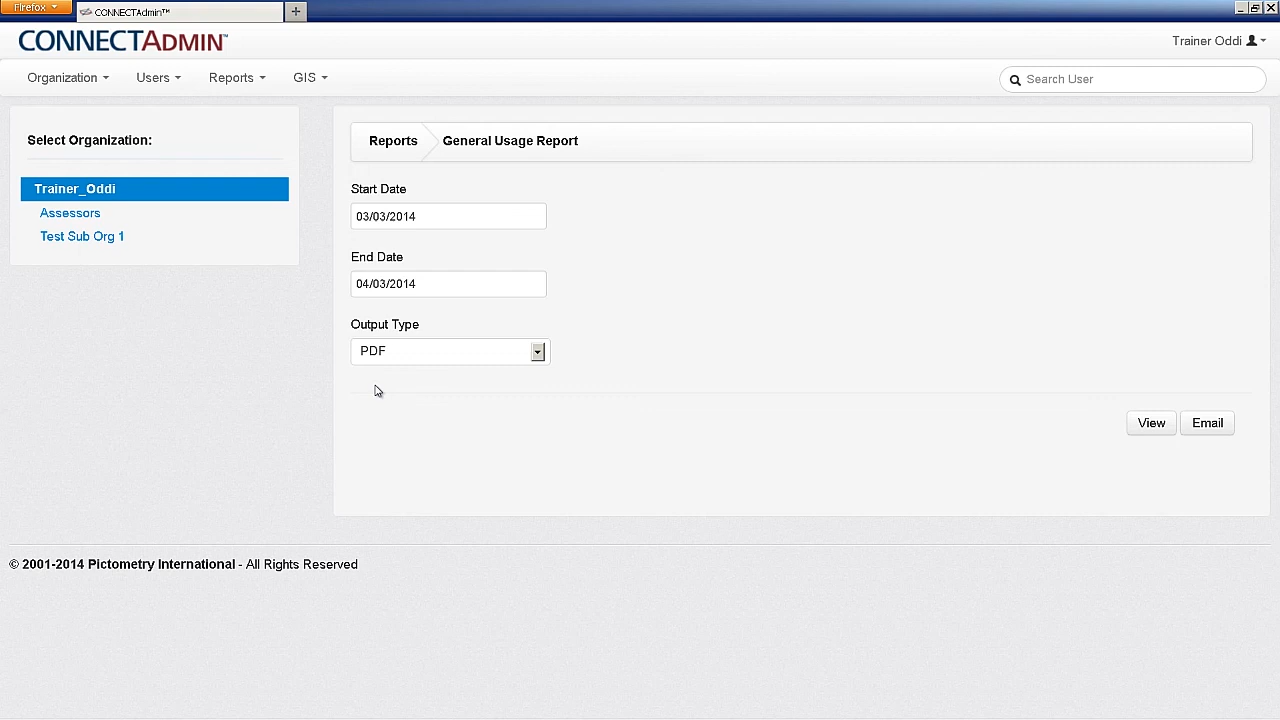 Firefox
CONNECTAdmin™
+
CONNECTADMIN™
Trainer Oddi
Organization
Users
Reports
GIS
Search User
Select Organization:
Trainer_Oddi
Assessors
Test Sub Org 1
Reports
General Usage Report
Start Date
03/03/2014
End Date
04/03/2014
Output Type
PDF
View
Email
© 2001-2014 Pictometry International - All Rights Reserved